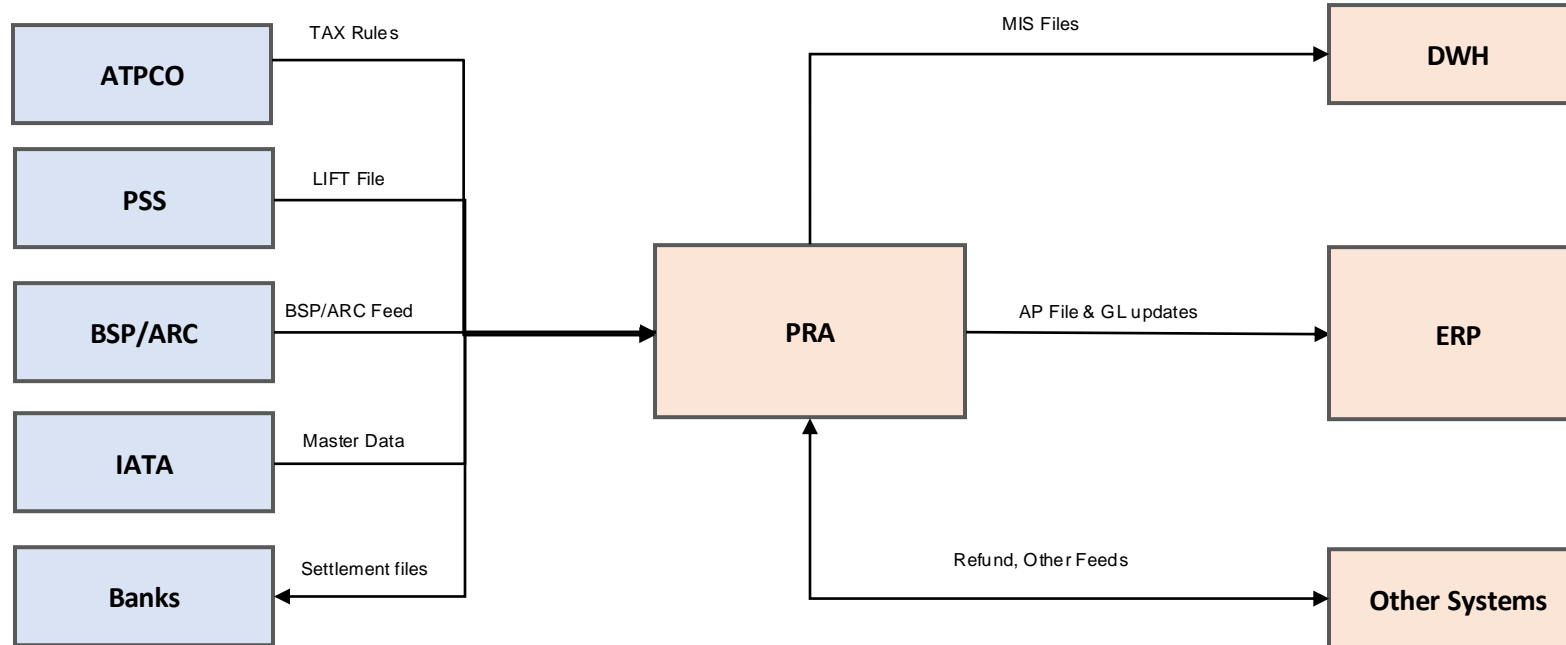 TAX Rules
MIS Files
ATPCO
DWH
LIFT File
PSS
BSP/ARC Feed
AP File & GL updates
BSP/ARC
PRA
ERP
Master Data
IATA
Refund, Other Feeds
Settlement files
Banks
Other Systems